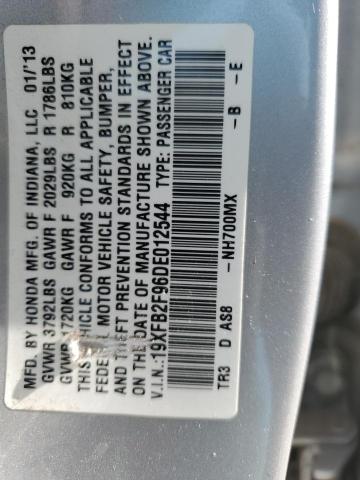 MFG. BY HONDA MFG. OF INDIANA, LLC 01/'13
GVWR 3792LBS GAWR F 2029LBS R 1786LBS
GVWR 1720KG GAWR F 920KG R 810KG
THIS VEHICLE CONFORMS TO ALL APPLICABLE
FEDERAL MOTOR VEHICLE SAFETY, BUMPER,
AND THEFT PREVENTION STANDARDS IN EFFECT
ON THE DATE OF MANUFACTURE SHOWN ABOVE.
V.I.N.:19XFB2F96DE012544 TYPE: PASSENGER CAR
TR3 D AS8 -NH700MX -B -E